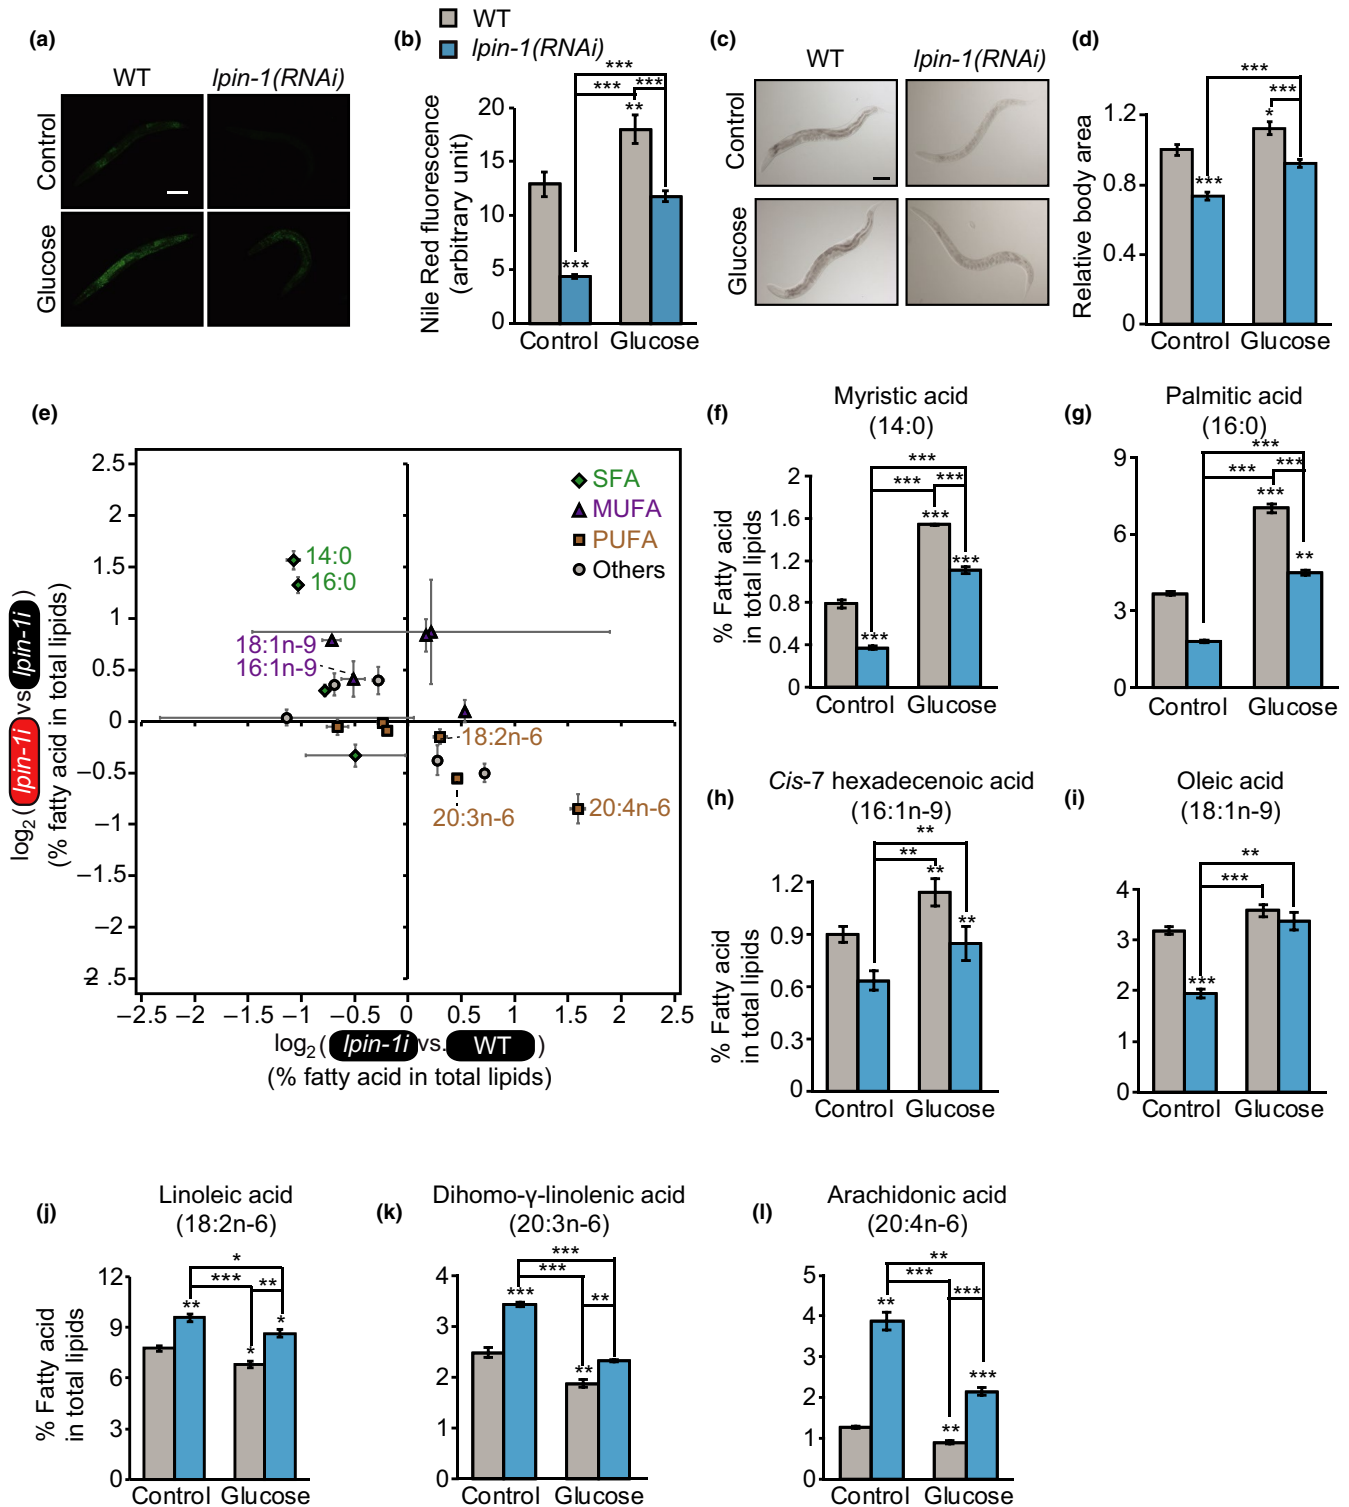 WT
lpin-1(RNAi)
(a)
WT
lpin-1(RNAi)
Control
Glucose
(b)
***
***
***
**
***
Nile Red fluorescence
(arbitrary unit)
20
15
10
5
0
Control
Glucose
(c)
WT
lpin-1(RNAi)
Control
Glucose
(d)
***
***
*
***
Relative body area
1.2
0.8
0.4
0
Control
Glucose
(e)
2.5
2
1.5
1
0.5
0
−0.5
−1
−1.5
−2
2.5
−2.5
−2
−1.5
−1
−0.5
0
0.5
1
1.5
2
2.5
SFA
MUFA
PUFA
Others
14:0
16:0
18:1n-9
16:1n-9
18:2n-6
20:3n-6
20:4n-6
log2(lpin-1i vs lpin-1i)
(% fatty acid in total lipids)
log2(lpin-1i vs. WT)
(% fatty acid in total lipids)
(f)
Myristic acid
(14:0)
***
***
***
***
***
***
% Fatty acid
in total lipids
2
1.6
1.2
0.8
0.4
0
Control
Glucose
(g)
Palmitic acid
(16:0)
***
***
***
***
**
9
6
3
0
Control
Glucose
(h)
Cis-7 hexadecenoic acid
(16:1n-9)
**
**
**
**
% Fatty acid
in total lipids
1.2
0.9
0.6
0.3
0
Control
Glucose
(i)
Oleic acid
(18:1n-9)
**
***
***
4
3
2
1
0
Control
Glucose
(j)
Linoleic acid
(18:2n-6)
*
***
**
**
*
*
% Fatty acid
in total lipids
12
9
6
3
0
Control
Glucose
(k)
Dihomo-γ-linolenic acid
(20:3n-6)
***
***
***
**
**
4
3
2
1
0
Control
Glucose
(l)
Arachidonic acid
(20:4n-6)
**
***
***
**
***
**
5
4
3
2
1
0
Control
Glucose